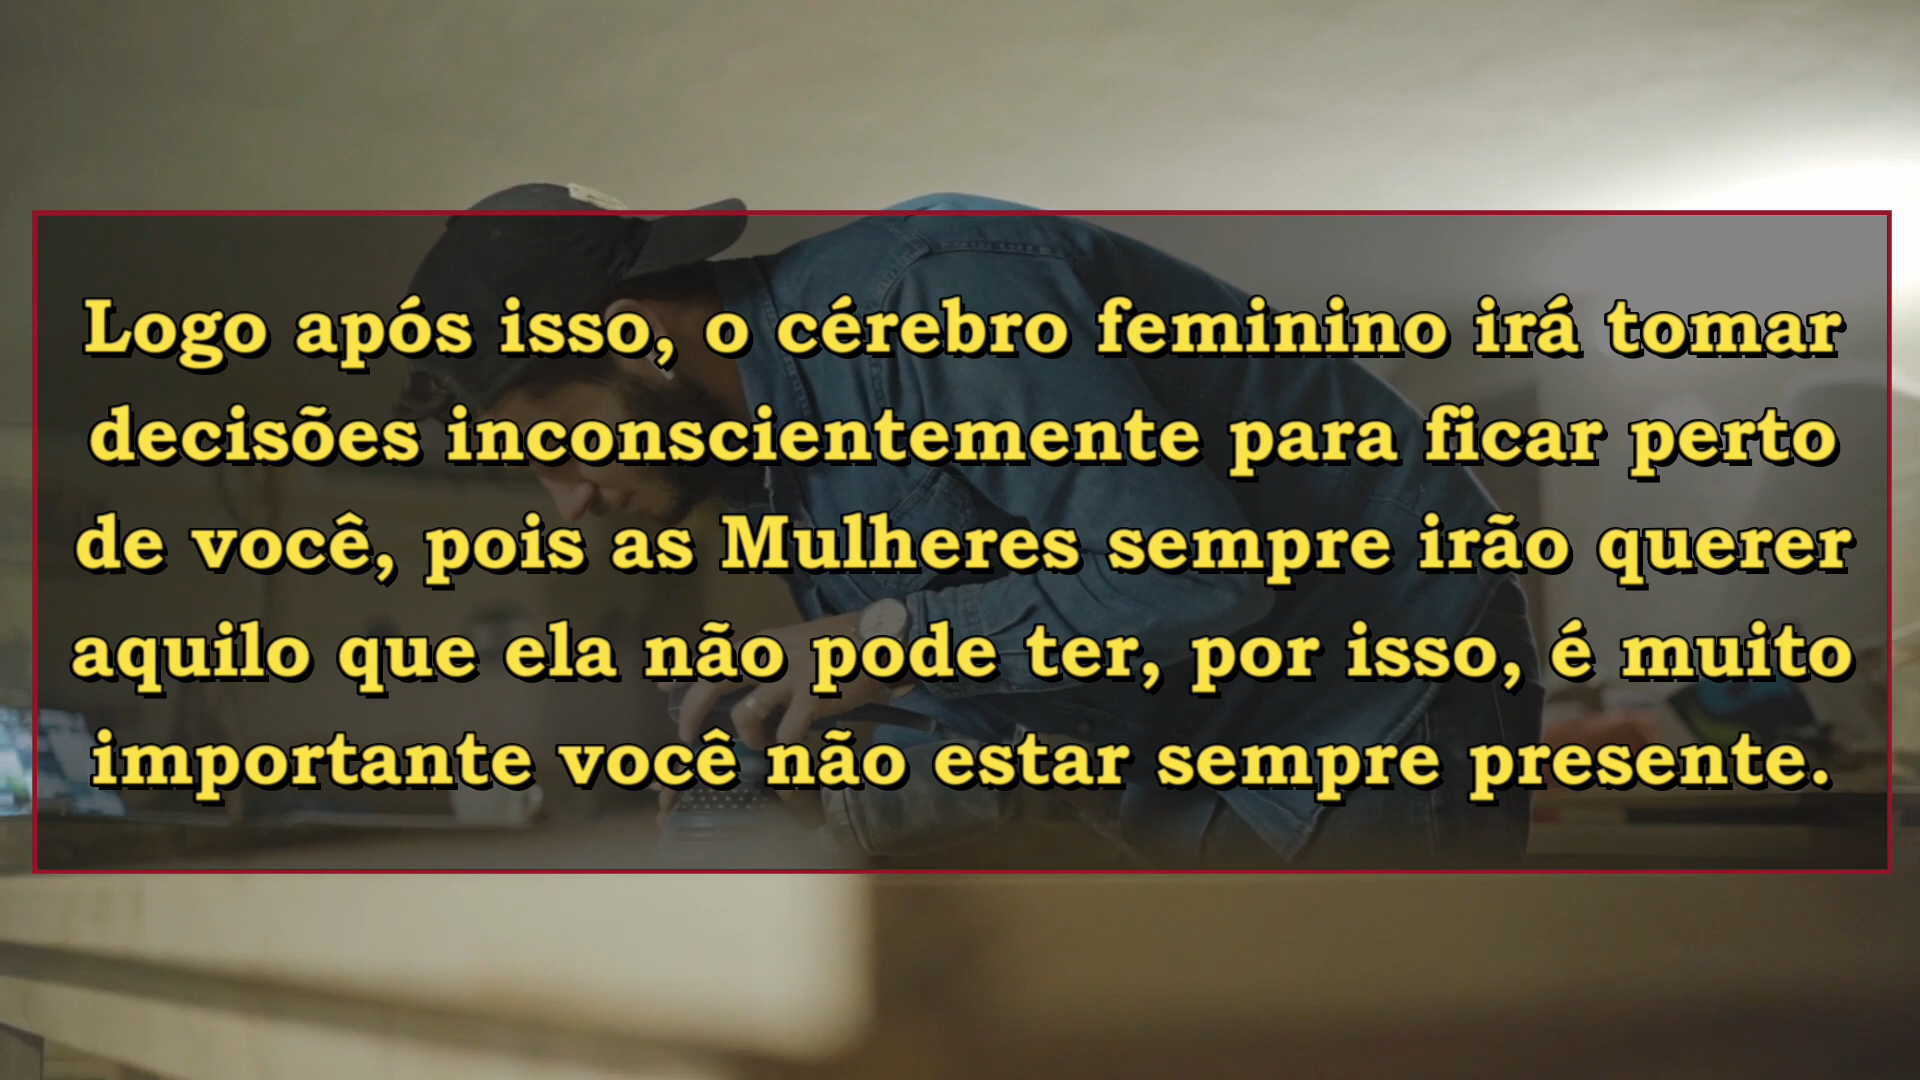 Logo após isso, o cérebro feminino irá tomar
decisões inconscientemente para ficar perto
de você, pois as Mulheres sempre irão querer
aquilo que ela não pode ter, por isso, é muito
importante você não estar sempre presente.